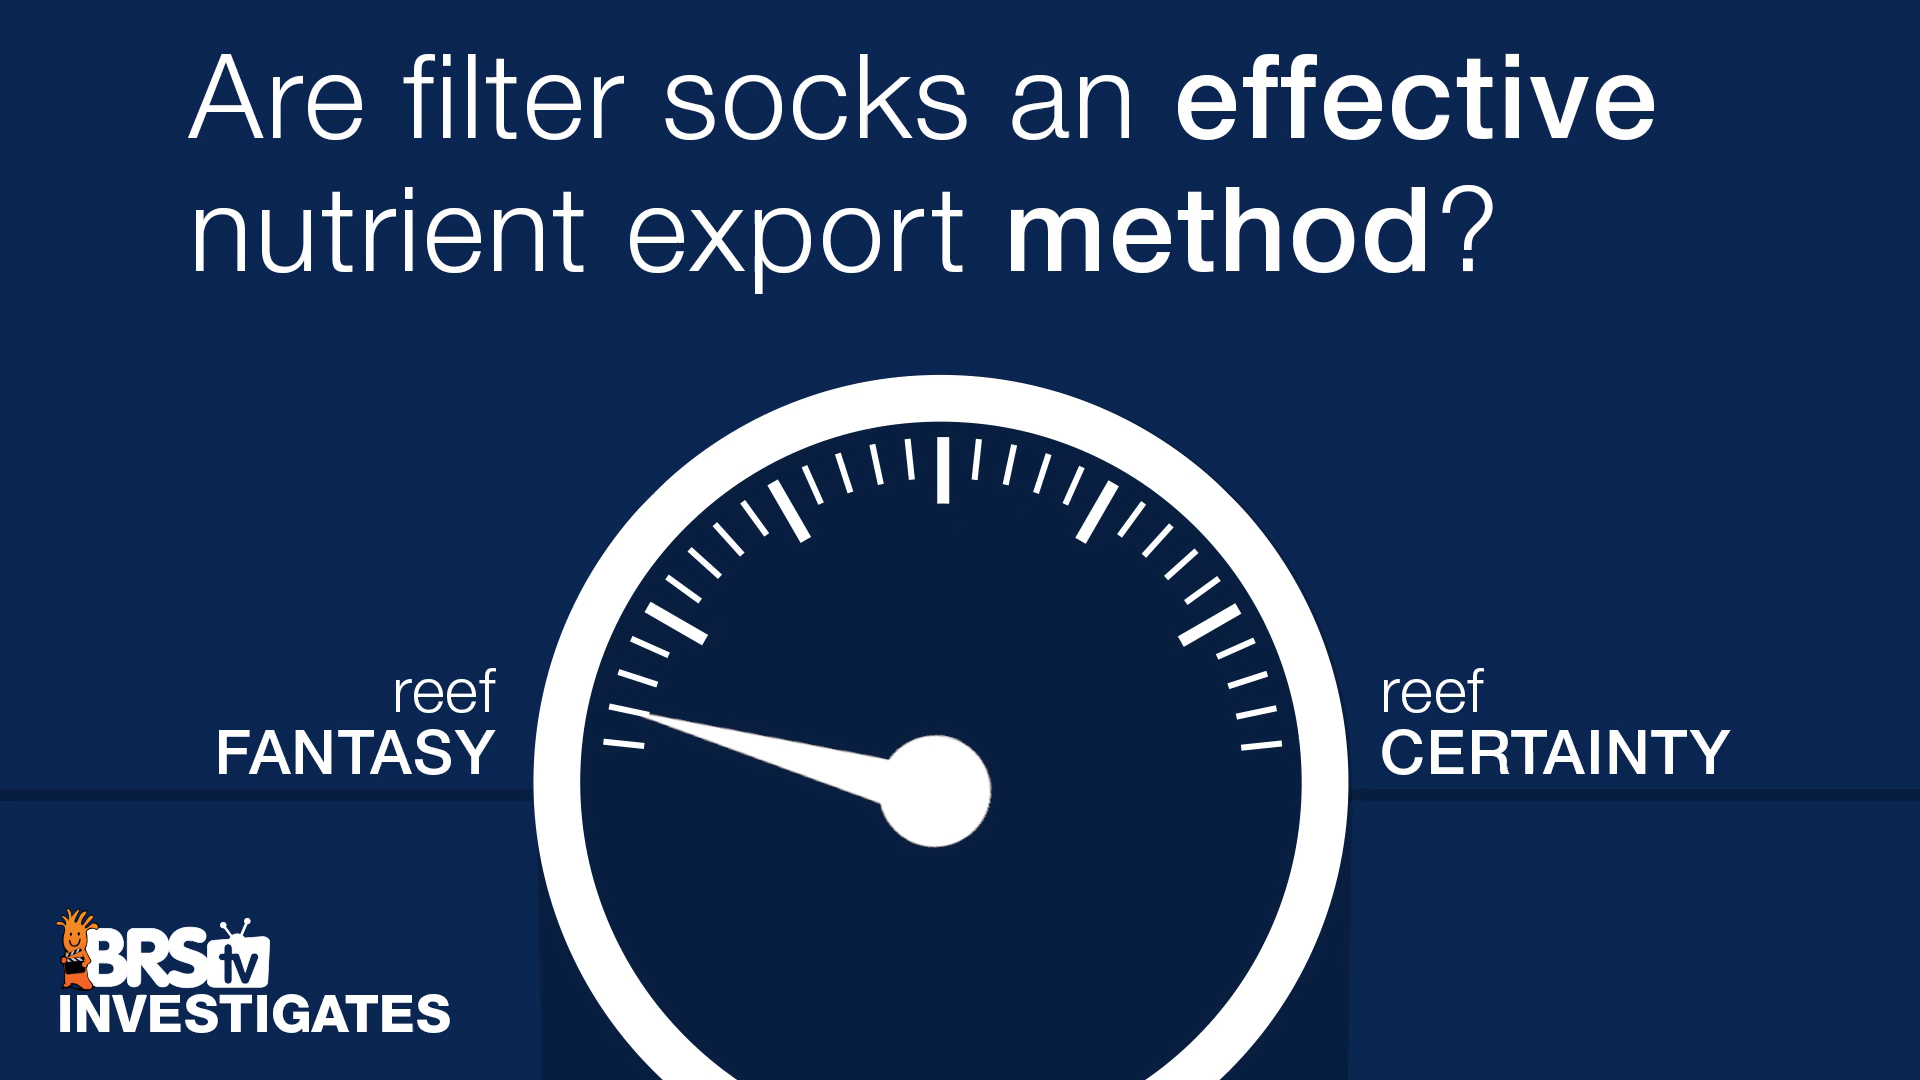 Are filter socks an effective
nutrient export method?
reef
FANTASY
reef
CERTAINTY
BRStv
INVESTIGATES